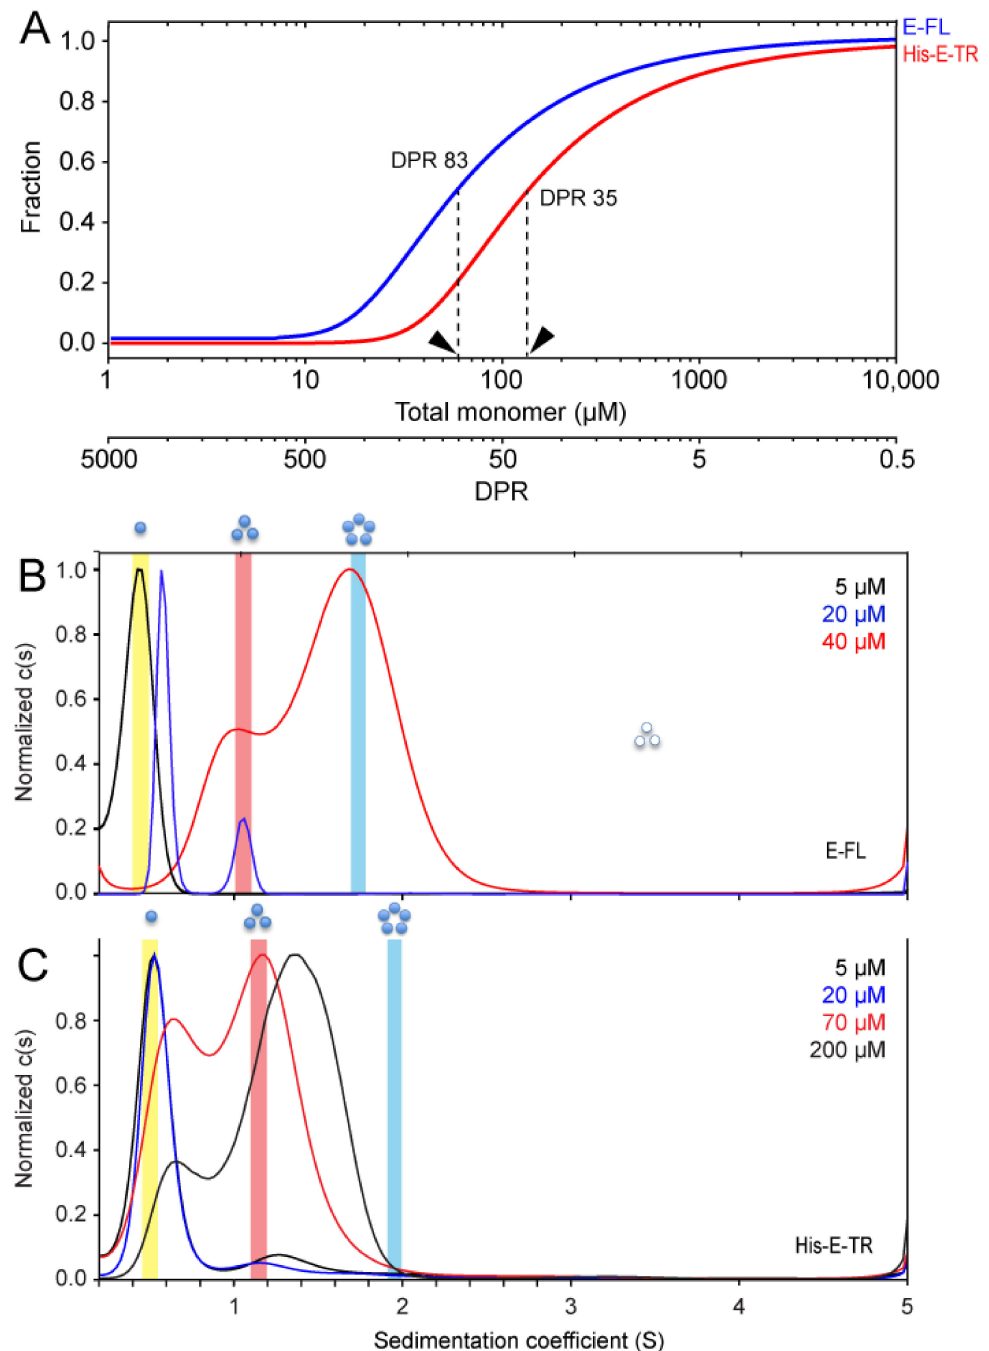 A
E-FL
His-E-TR
1.0
0.8
0.6
0.4
0.2
0.0
Fraction
DPR 83
DPR 35
1 10 100 1000 10,000
Total monomer (µM)
5000 500 50 5 0.5
DPR
B
1.0
0.8
0.6
0.4
0.2
0.0
Normalized c(s)
5 µM
20 µM
40 µM
E-FL
C
0.8
0.6
0.4
0.2
0.0
Normalized c(s)
5 µM
20 µM
70 µM
200 µM
His-E-TR
1 2 3 4 5
Sedimentation coefficient (S)